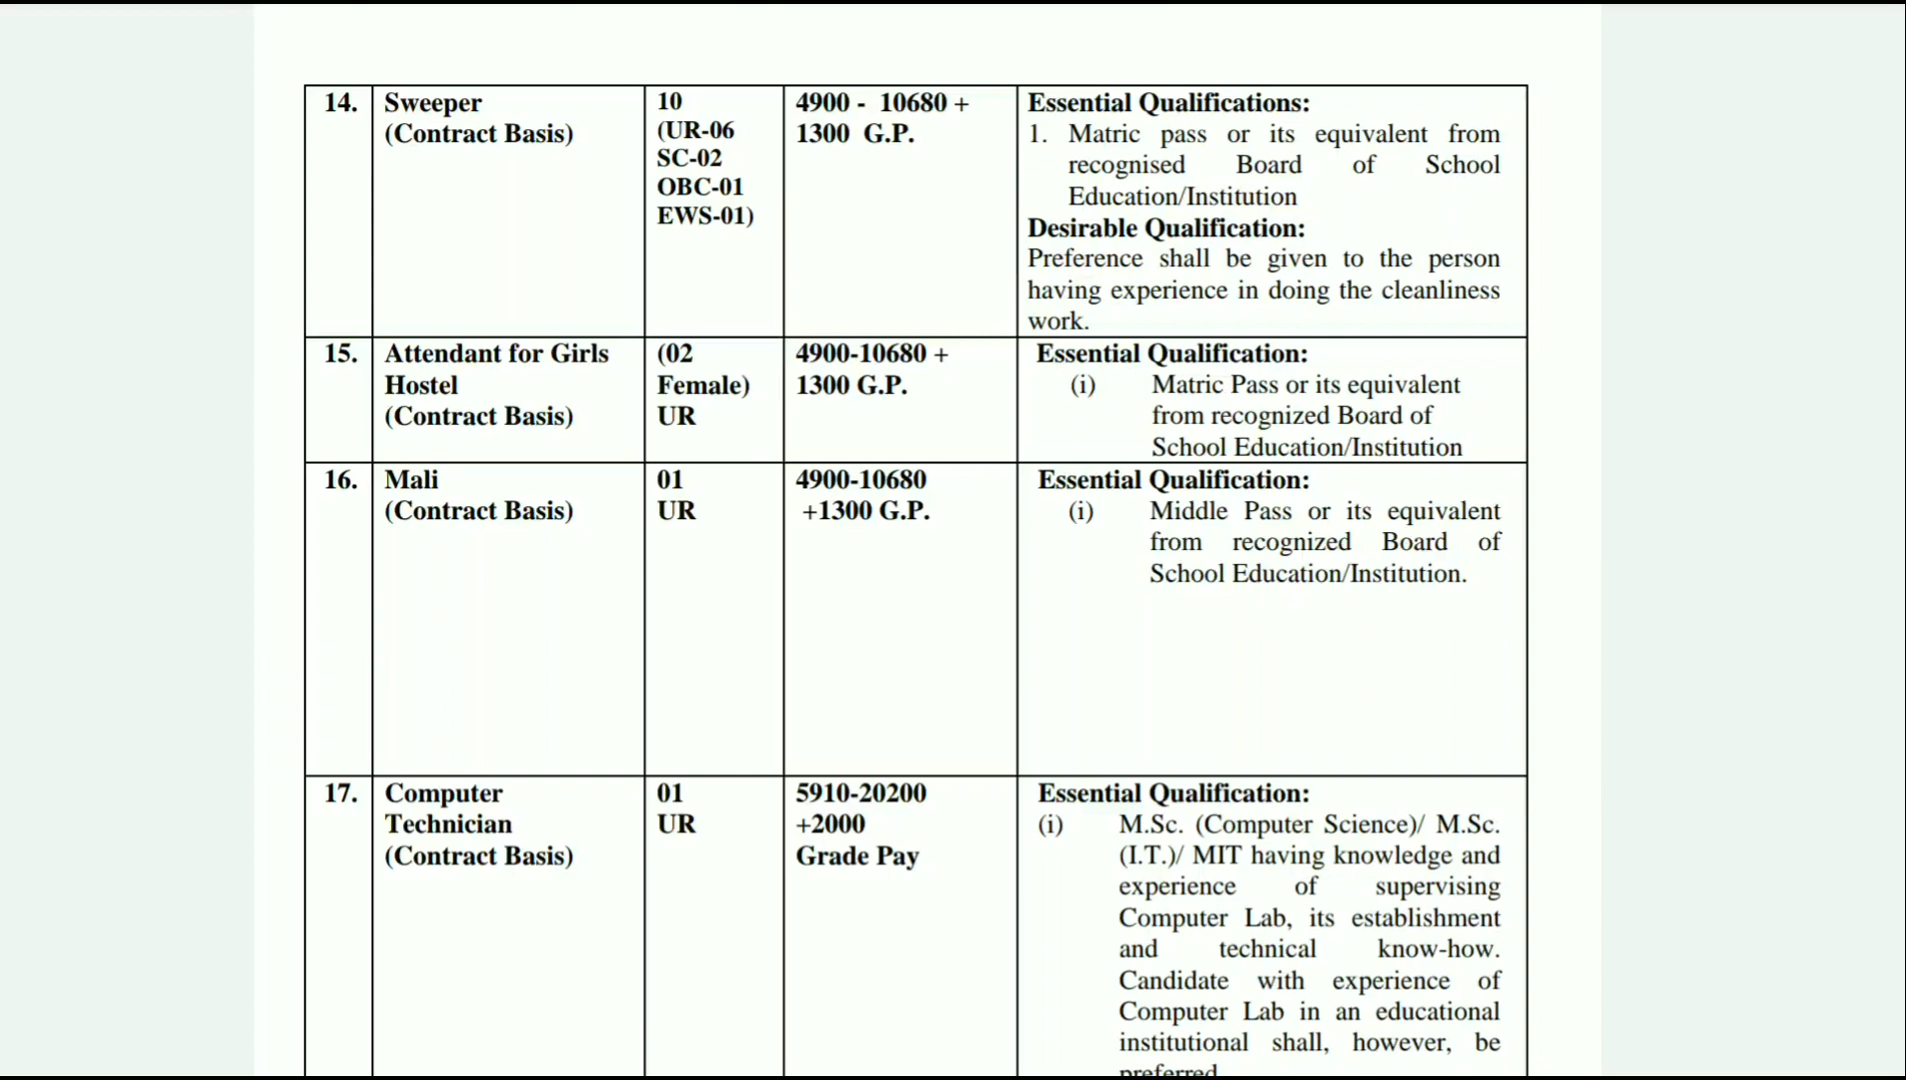 14.
Sweeper
(Contract Basis)
10
(UR-06
SC-02
OBC-01
EWS-01)
4900 - 10680 +
1300 G.P.
Essential Qualifications:
1. Matric pass or its equivalent from
recognised Board of School
Education/Institution
Desirable Qualification:
Preference shall be given to the person
having experience in doing the cleanliness
work.
15.
Attendant for Girls
Hostel
(Contract Basis)
(02
Female)
UR
4900-10680 +
1300 G.P.
Essential Qualification:
(i) Matric Pass or its equivalent
from recognized Board of
School Education/Institution
16.
Mali
(Contract Basis)
01
UR
4900-10680
+1300 G.P.
Essential Qualification:
(i) Middle Pass or its equivalent
from recognized Board of
School Education/Institution.
17.
Computer
Technician
(Contract Basis)
01
UR
5910-20200
+2000
Grade Pay
Essential Qualification:
(i) M.Sc. (Computer Science)/ M.Sc.
(I.T.)/ MIT having knowledge and
experience of supervising
Computer Lab, its establishment
and technical know-how.
Candidate with experience of
Computer Lab in an educational
institutional shall, however, be
preferred